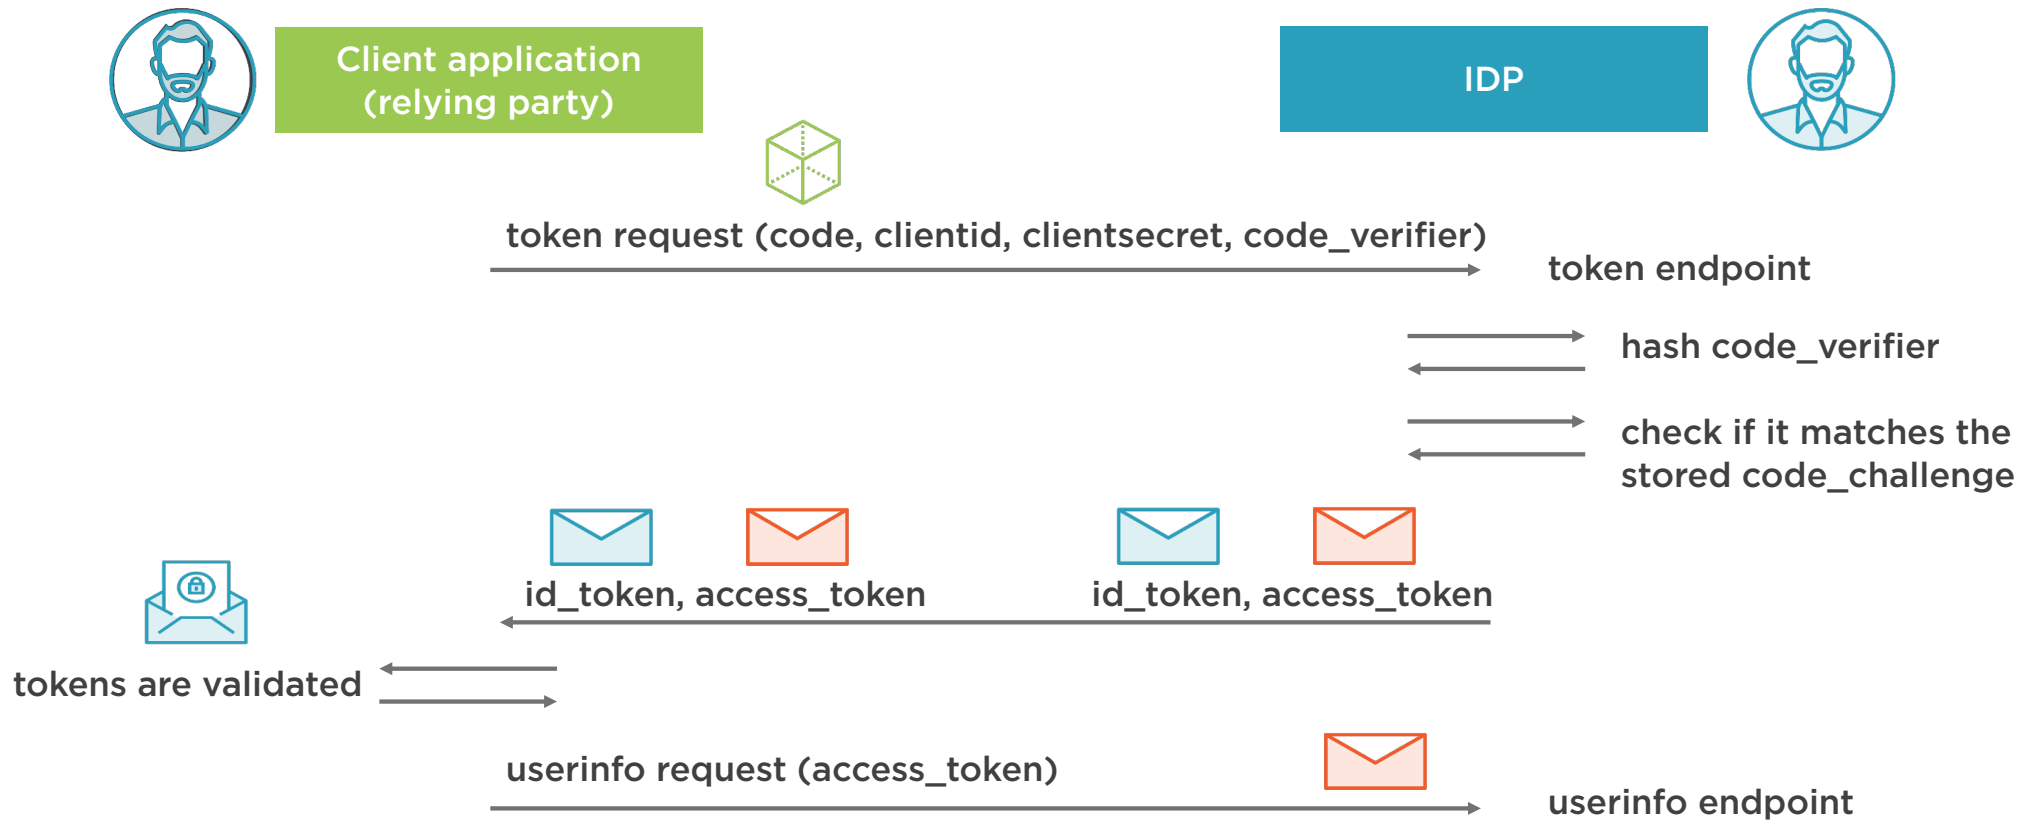 Client application
(relying party)
IDP
token request (code, clientid, clientsecret, code_verifier)
token endpoint
hash code_verifier
check if it matches the
stored code_challenge
id_token, access_token
id_token, access_token
tokens are validated
userinfo request (access_token)
userinfo endpoint